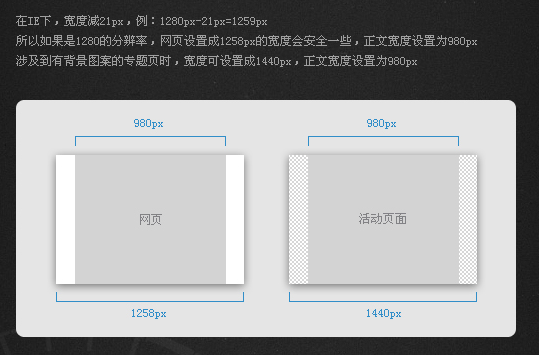 在IE下，宽度减21px，例：1280px-21px=1259px
所以如果是1280的分辨率，网页设置成1258px的宽度会安全一些，正文宽度设置为980px
涉及到有背景图案的专题页时，宽度可设置成1440px，正文宽度设置为980px
980px
980px
网页
活动页面
1258px
1440px